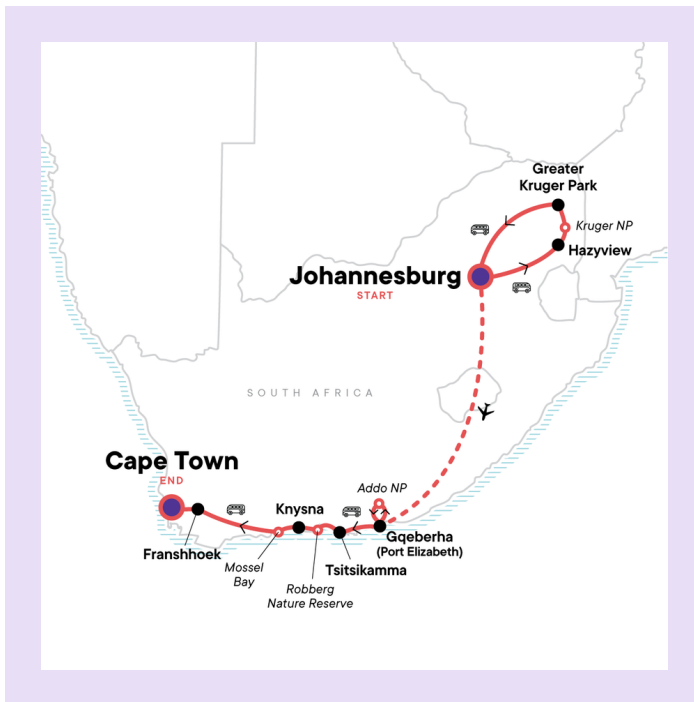 Greater
Kruger Park
Kruger NP
Hazyview
Johannesburg
START
SOUTH AFRICA
Cape Town
END
Addo NP
Knysna
Gqeberha
(Port Elizabeth)
Franshhoek
Mossel
Bay
Tsitsikamma
Robberg
Nature Reserve